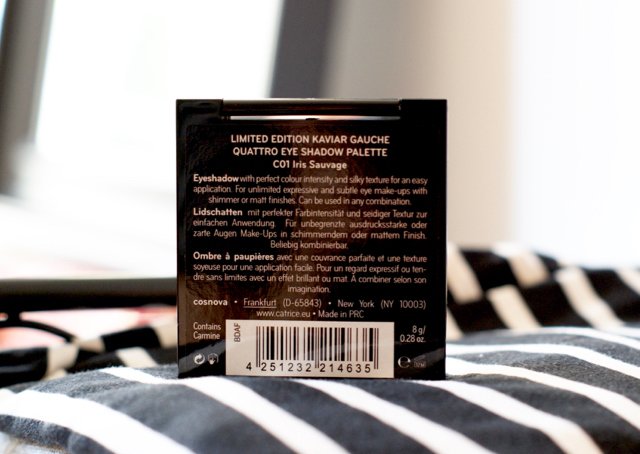 LIMITED EDITION KAVIAR GAUCHE
QUATTRO EYE SHADOW PALETTE
C01 Iris Sauvage
Eyeshadow with perfect colour intensity and silky texture for an easy
application. For unlimited expressive and subtle eye make-ups with
shimmer or matt finishes. Can be used in any combination.
Lidschatten mit perfekter Farbintensität und seidiger Textur zur
einfachen Anwendung. Für unbegrenzte ausdrucksstarke oder
zarte Augen Make-Ups in schimmerndem oder mattem Finish.
Beliebig kombinierbar.
Ombre à paupières avec une couvrance parfaite et une texture
soyeuse pour une application facile. Pour un regard expressif ou ten-
dre sans limites avec un effet brillant ou mat. A combiner selon son
imagination.
cosnova • Frankfurt (D-65843) • New York (NY 10003)
www.catrice.eu • Made in PRC
Contains
Carmine
8DAF
8 g/
0.28 oz.
4 251232 214635